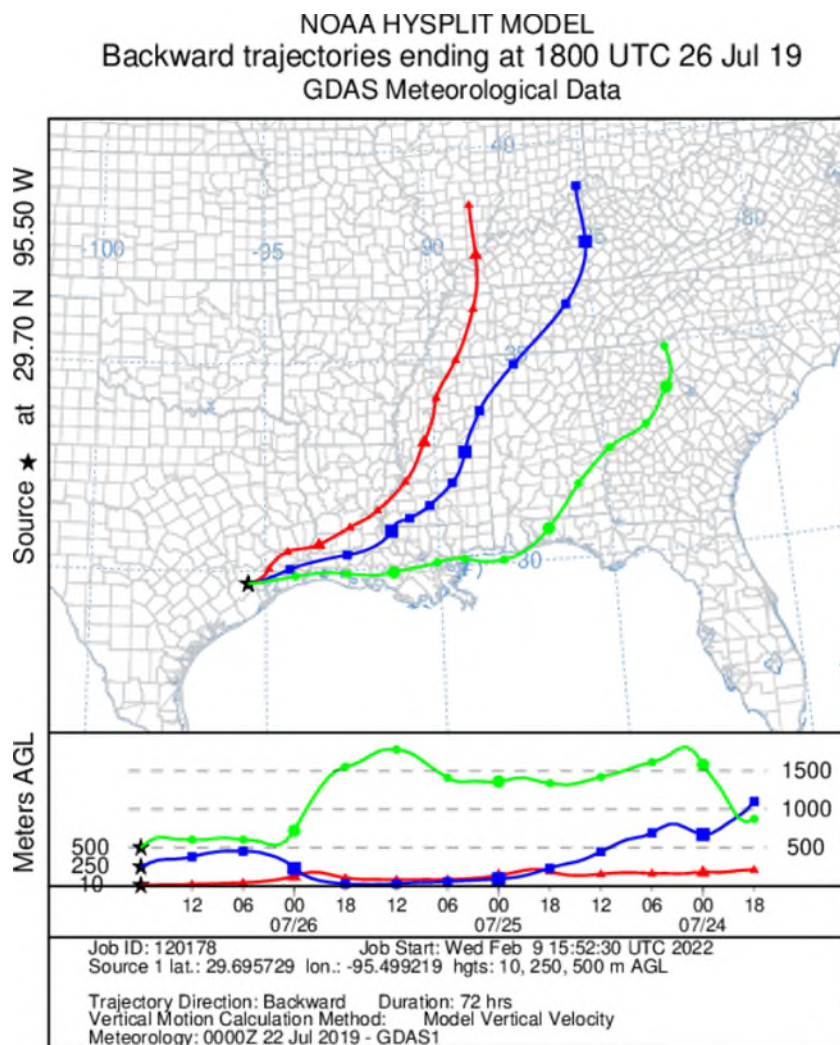 NOAA HYSPLIT MODEL
Backward trajectories ending at 1800 UTC 26 Jul 19
GDAS Meteorological Data
Source ★ at 29.70 N 95.50 W
40
-100
-95
-90
-80
35
30
Meters AGL
1500
1000
500
500
250
10
12 06 00 18 12 06 00 18 12 06 00 18
07/26 07/25 07/24
Job ID: 120178 Job Start: Wed Feb 9 15:52:30 UTC 2022
Source 1 lat.: 29.695729 lon.: -95.499219 hgts: 10, 250, 500 m AGL
Trajectory Direction: Backward Duration: 72 hrs
Vertical Motion Calculation Method: Model Vertical Velocity
Meteorology: 0000Z 22 Jul 2019 - GDAS1